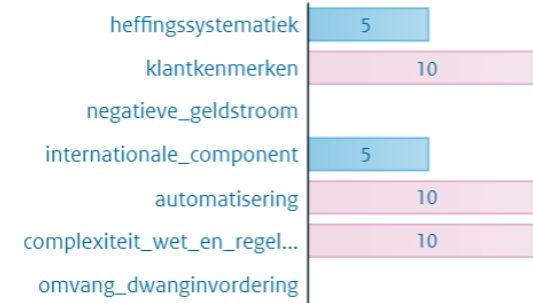 heffingssystematiek 5
klantkenmerken 10
negatieve_geldstroom
internationale_component 5
automatisering 10
complexiteit_wet_en_regel... 10
omvang_dwanginvordering